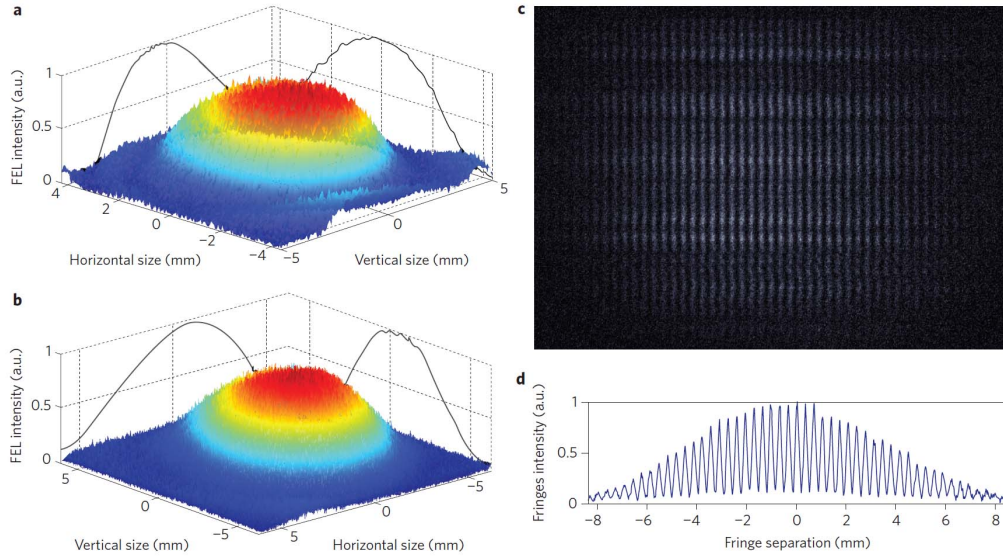 a
FEL intensity (a.u.)
1
0.5
0
4
2
0
−2
−4
Horizontal size (mm)
−5
0
5
Vertical size (mm)
b
FEL intensity (a.u.)
1
0.5
0
5
0
−5
Vertical size (mm)
5
0
−5
Horizontal size (mm)
c
d
Fringes intensity (a.u.)
1
0.5
0
−8 −6 −4 −2 0 2 4 6 8
Fringe separation (mm)